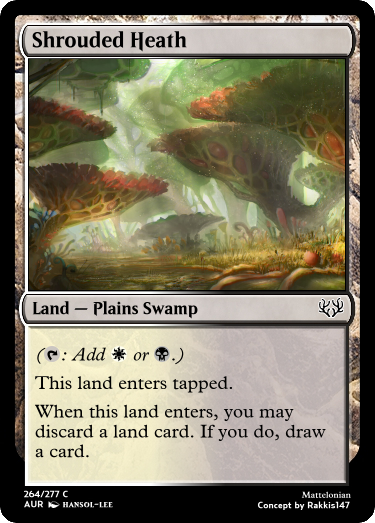 Shrouded Heath
Land — Plains Swamp
(: Add or .)
This land enters tapped.
When this land enters, you may
discard a land card. If you do, draw
a card.
264/277 C
Mattelonian
AUR HANSOL-LEE
Concept by Rakkis147